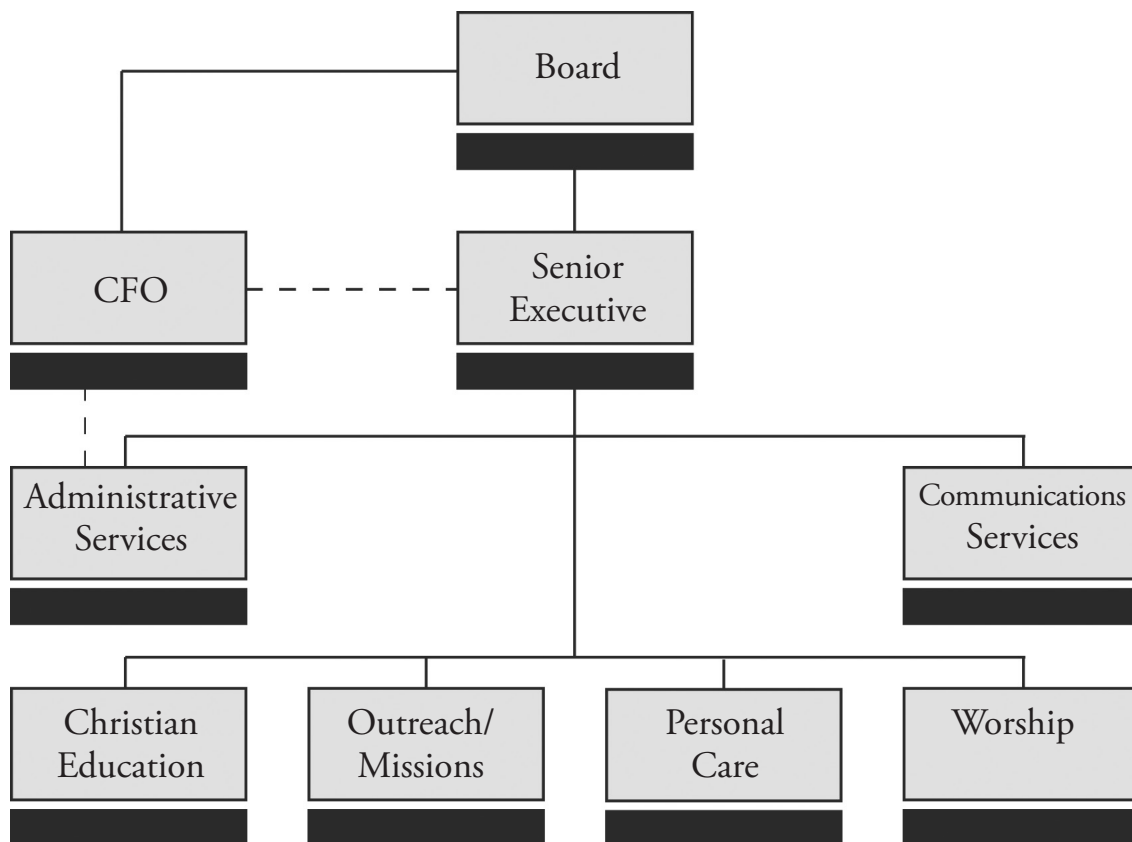 Board
CFO
Senior
Executive
Administrative
Services
Communications
Services
Christian
Education
Outreach/
Missions
Personal
Care
Worship